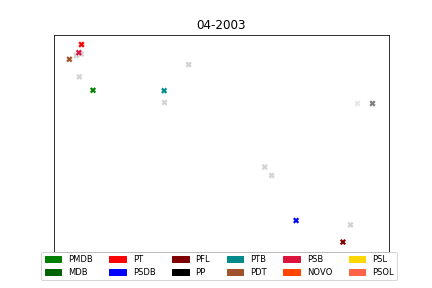 04-2003
PMDB PT PFL PTB PSB PSL
MDB PSDB PP PDT NOVO PSOL